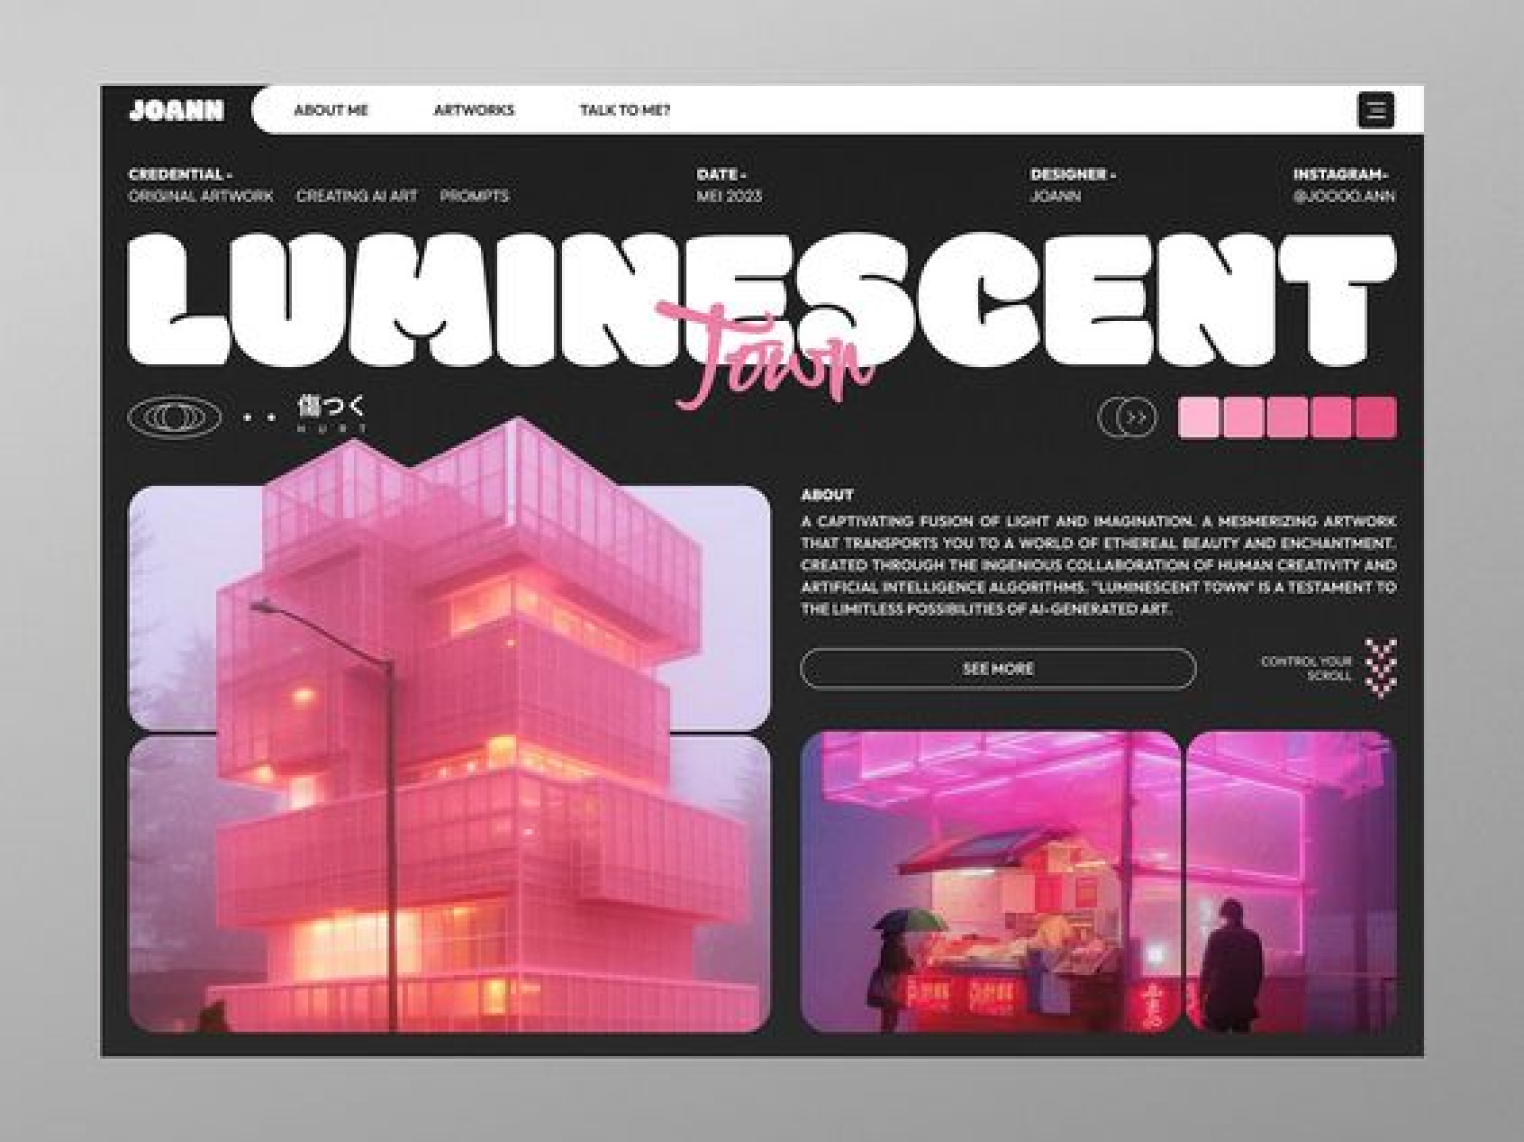 JOANN
ABOUT ME ARTWORKS TALK TO ME?
CREDENTIAL -
ORIGINAL ARTWORK CREATING AI ART PROMPTS
DATE -
MEI 2023
DESIGNER -
JOANN
INSTAGRAM-
@JOOOO.ANN
LUMINESCENT
Town
傷つく
HURT
ABOUT
A CAPTIVATING FUSION OF LIGHT AND IMAGINATION. A MESMERIZING ARTWORK
THAT TRANSPORTS YOU TO A WORLD OF ETHEREAL BEAUTY AND ENCHANTMENT.
CREATED THROUGH THE INGENIOUS COLLABORATION OF HUMAN CREATIVITY AND
ARTIFICIAL INTELLIGENCE ALGORITHMS. "LUMINESCENT TOWN" IS A TESTAMENT TO
THE LIMITLESS POSSIBILITIES OF AI-GENERATED ART.
SEE MORE
CONTROL YOUR
SCROLL